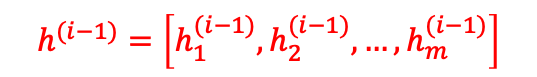 h^{(i-1)} = [h_1^{(i-1)}, h_2^{(i-1)}, ..., h_m^{(i-1)}]